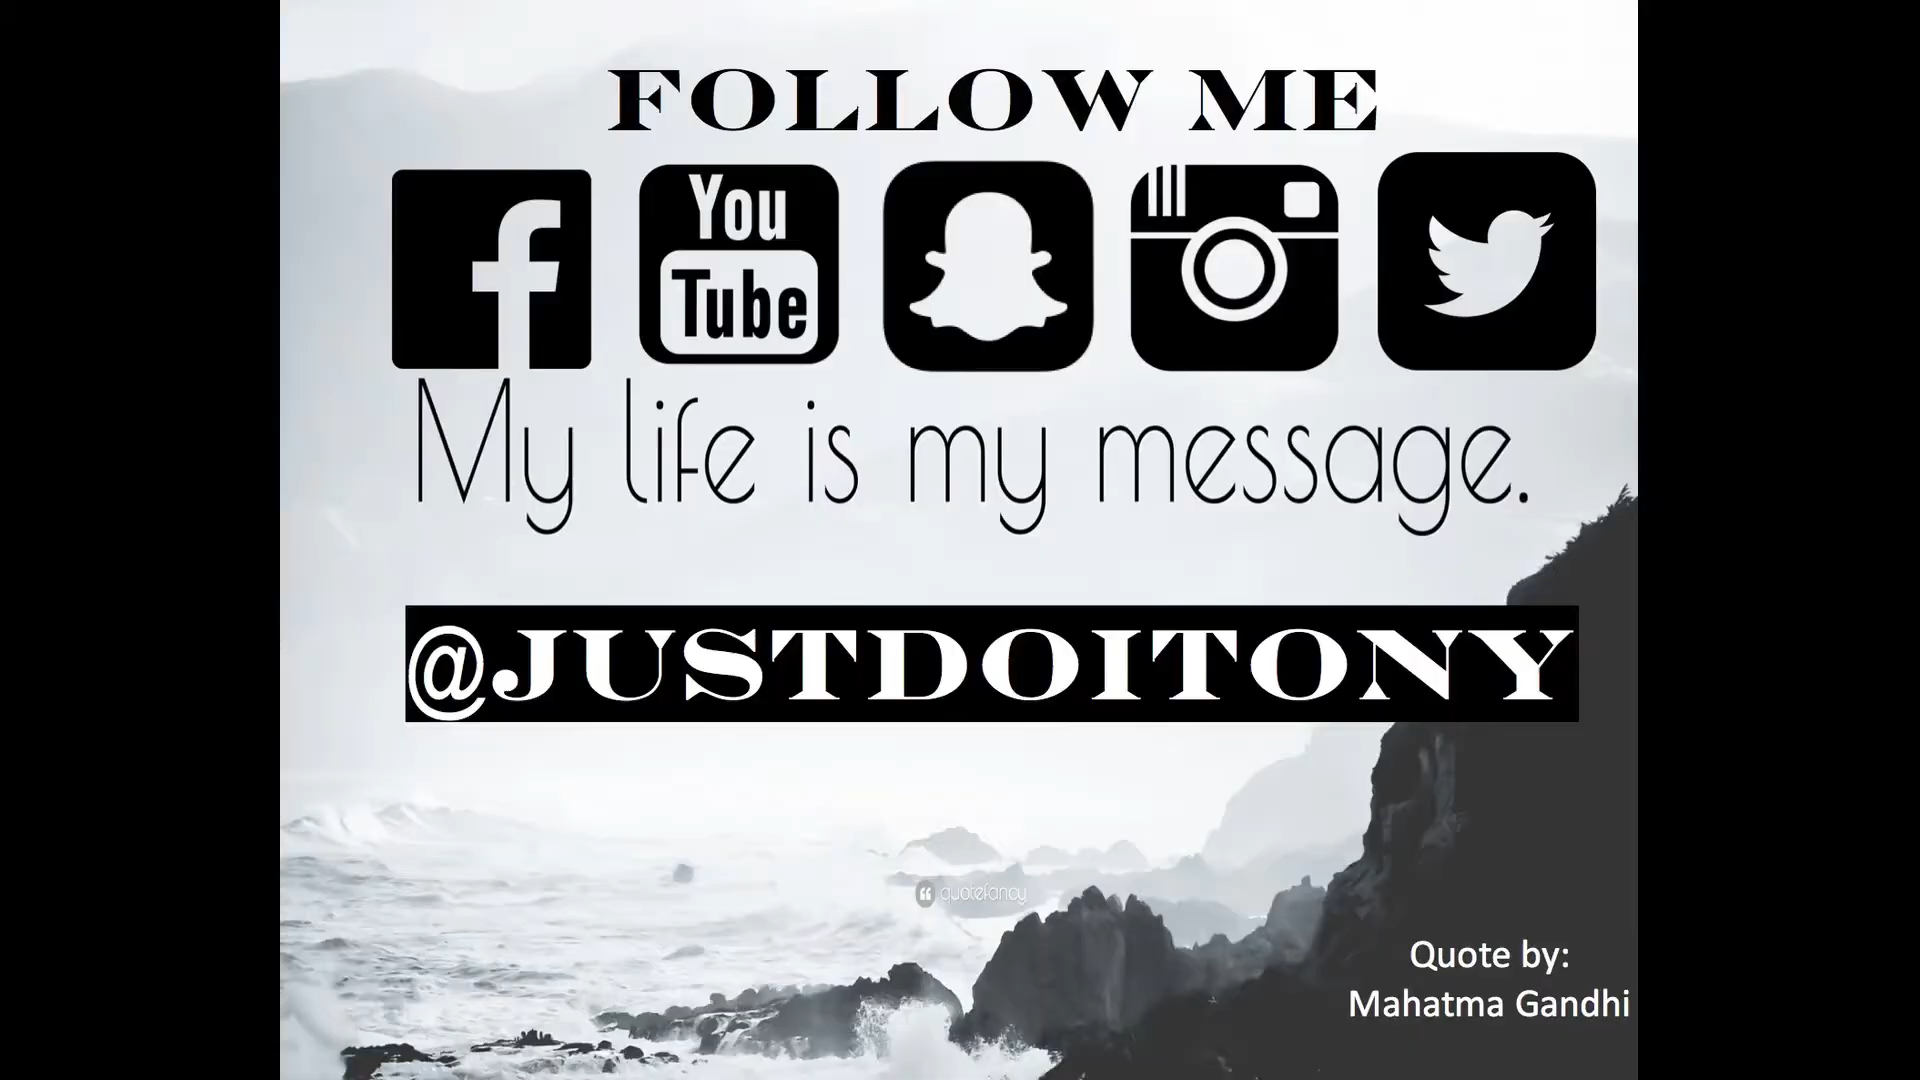 FOLLOW ME
f
You
Tube
My life is my message.
@JUSTDOITONY
quotefancy
Quote by:
Mahatma Gandhi